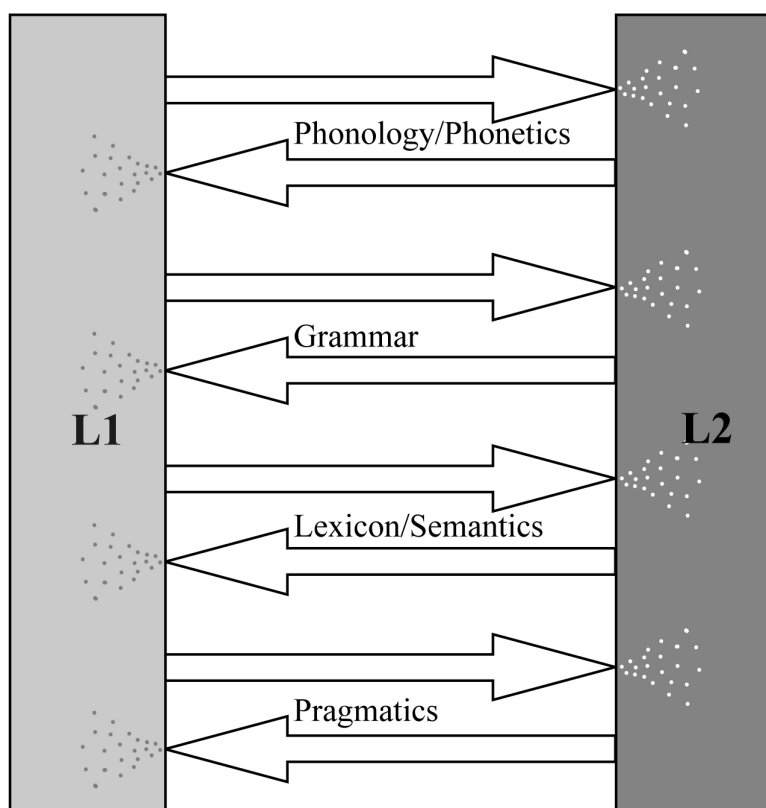 Phonology/Phonetics
Grammar
L1
L2
Lexicon/Semantics
Pragmatics